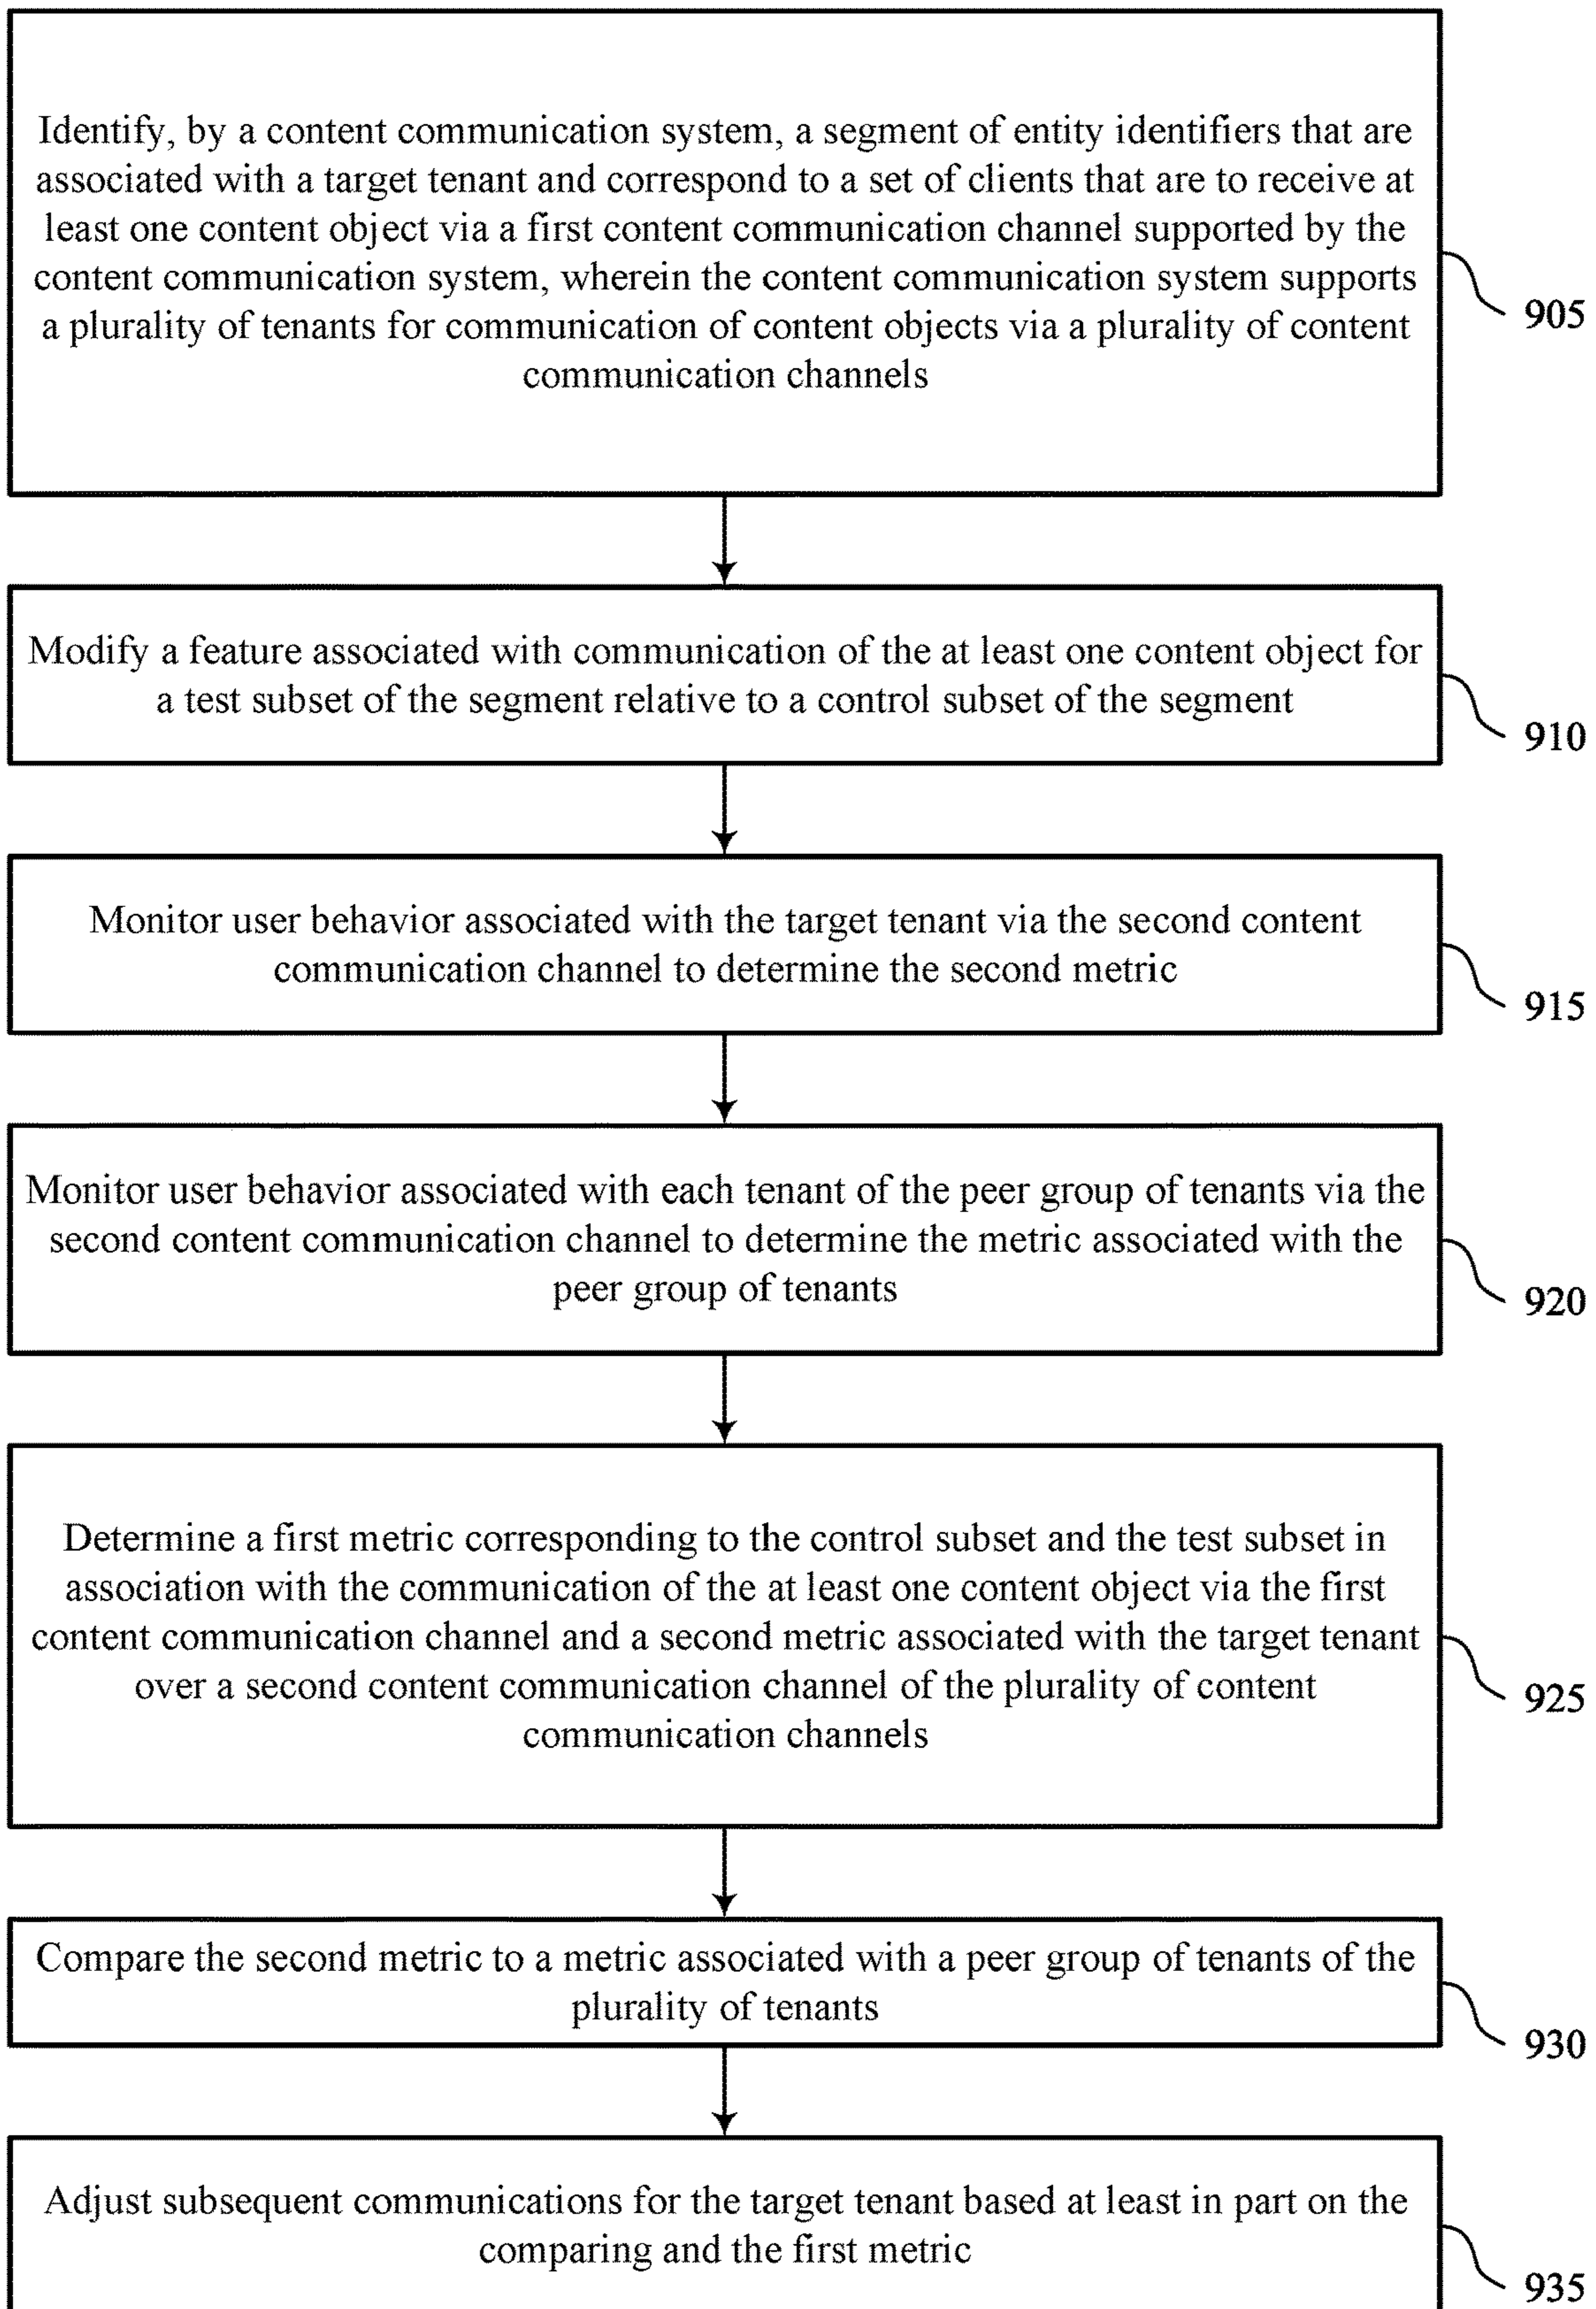 Identify, by a content communication system, a segment of entity identifiers that are
associated with a target tenant and correspond to a set of clients that are to receive at
least one content object via a first content communication channel supported by the
content communication system, wherein the content communication system supports
a plurality of tenants for communication of content objects via a plurality of content
communication channels
905
Modify a feature associated with communication of the at least one content object for
a test subset of the segment relative to a control subset of the segment
910
Monitor user behavior associated with the target tenant via the second content
communication channel to determine the second metric
915
Monitor user behavior associated with each tenant of the peer group of tenants via the
second content communication channel to determine the metric associated with the
peer group of tenants
920
Determine a first metric corresponding to the control subset and the test subset in
association with the communication of the at least one content object via the first
content communication channel and a second metric associated with the target tenant
over a second content communication channel of the plurality of content
communication channels
925
Compare the second metric to a metric associated with a peer group of tenants of the
plurality of tenants
930
Adjust subsequent communications for the target tenant based at least in part on the
comparing and the first metric
935